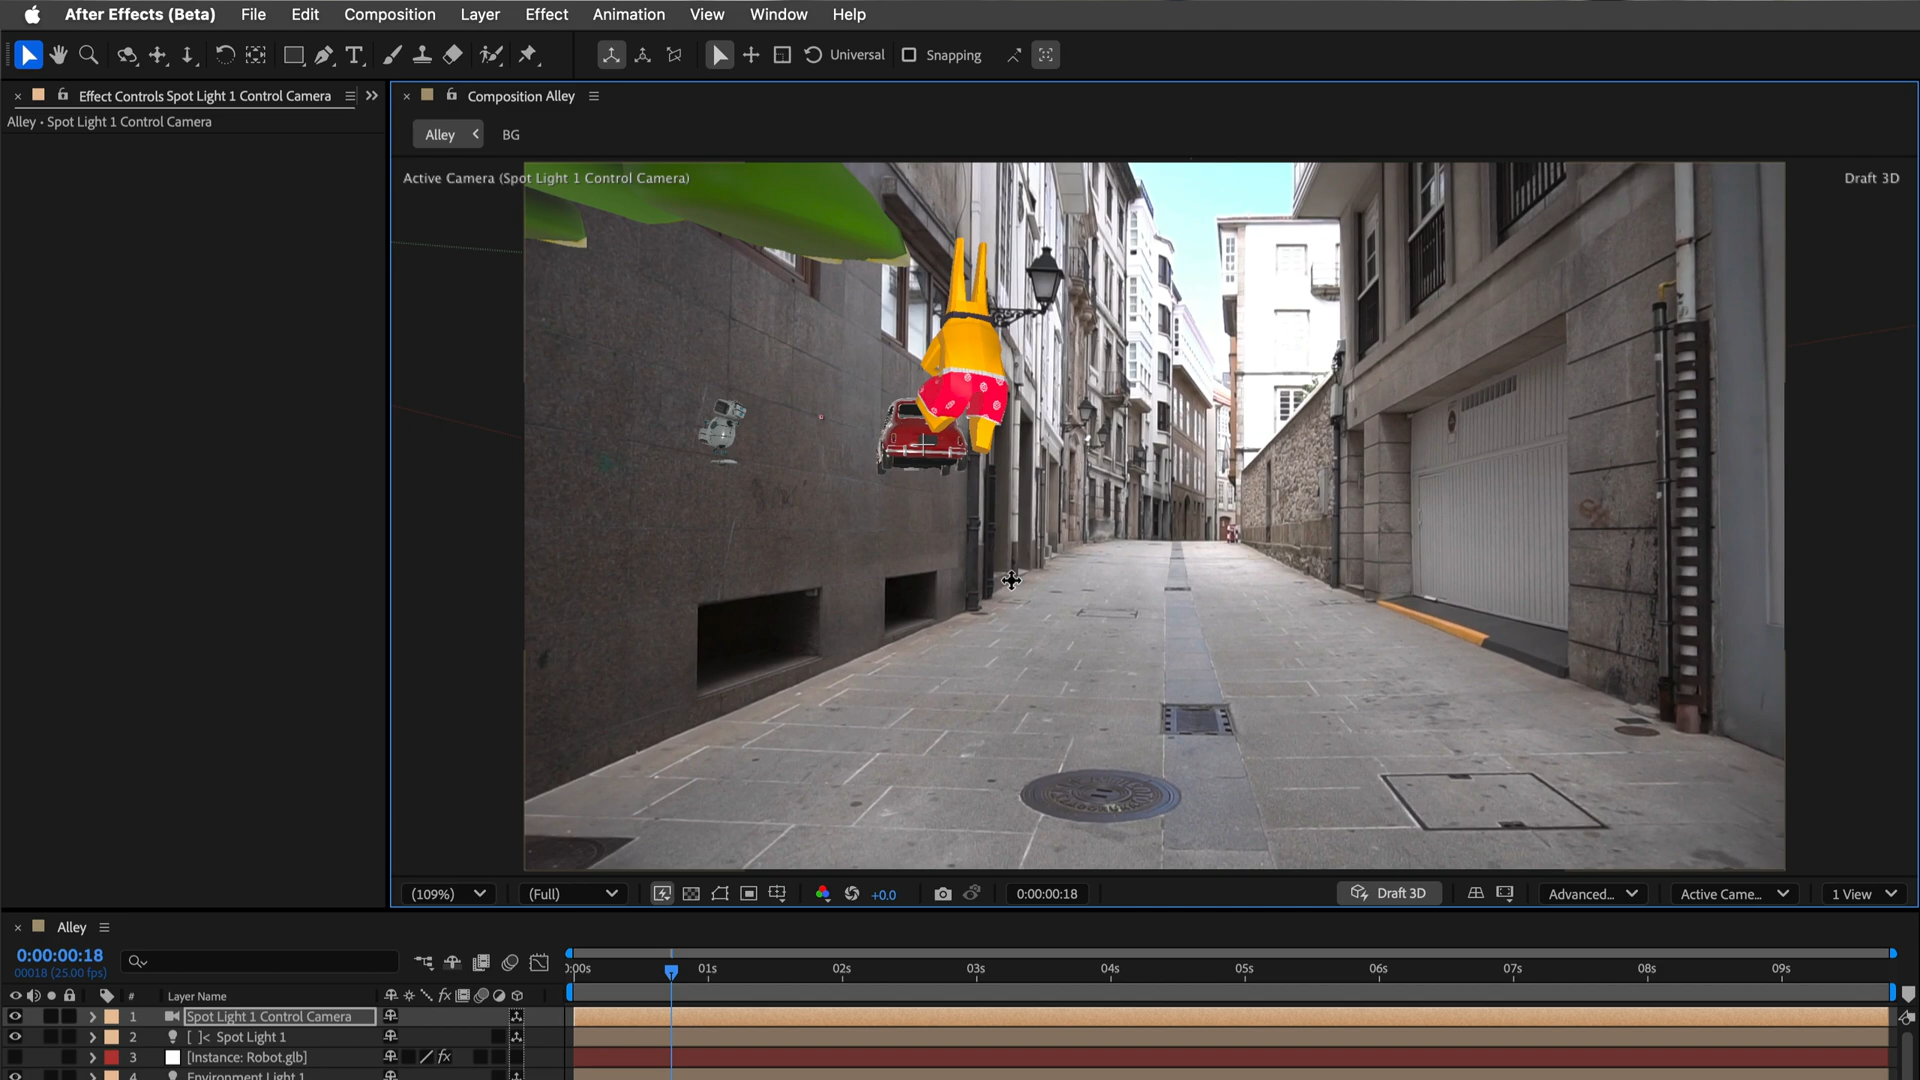 After Effects (Beta) File Edit Composition Layer Effect Animation View Window Help
Universal Snapping
Effect Controls Spot Light 1 Control Camera
Alley • Spot Light 1 Control Camera
Composition Alley
Alley BG
Active Camera (Spot Light 1 Control Camera)
Draft 3D
(109%) (Full) +0.0 0:00:00:18 Draft 3D Advanced... Active Came... 1 View
Alley
0:00:00:18
00018 (25.00 fps)
0:00s 01s 02s 03s 04s 05s 06s 07s 08s 09s
# Layer Name
1 Spot Light 1 Control Camera
2 [ ]< Spot Light 1
3 [Instance: Robot.glb]
4 Environment Light 1